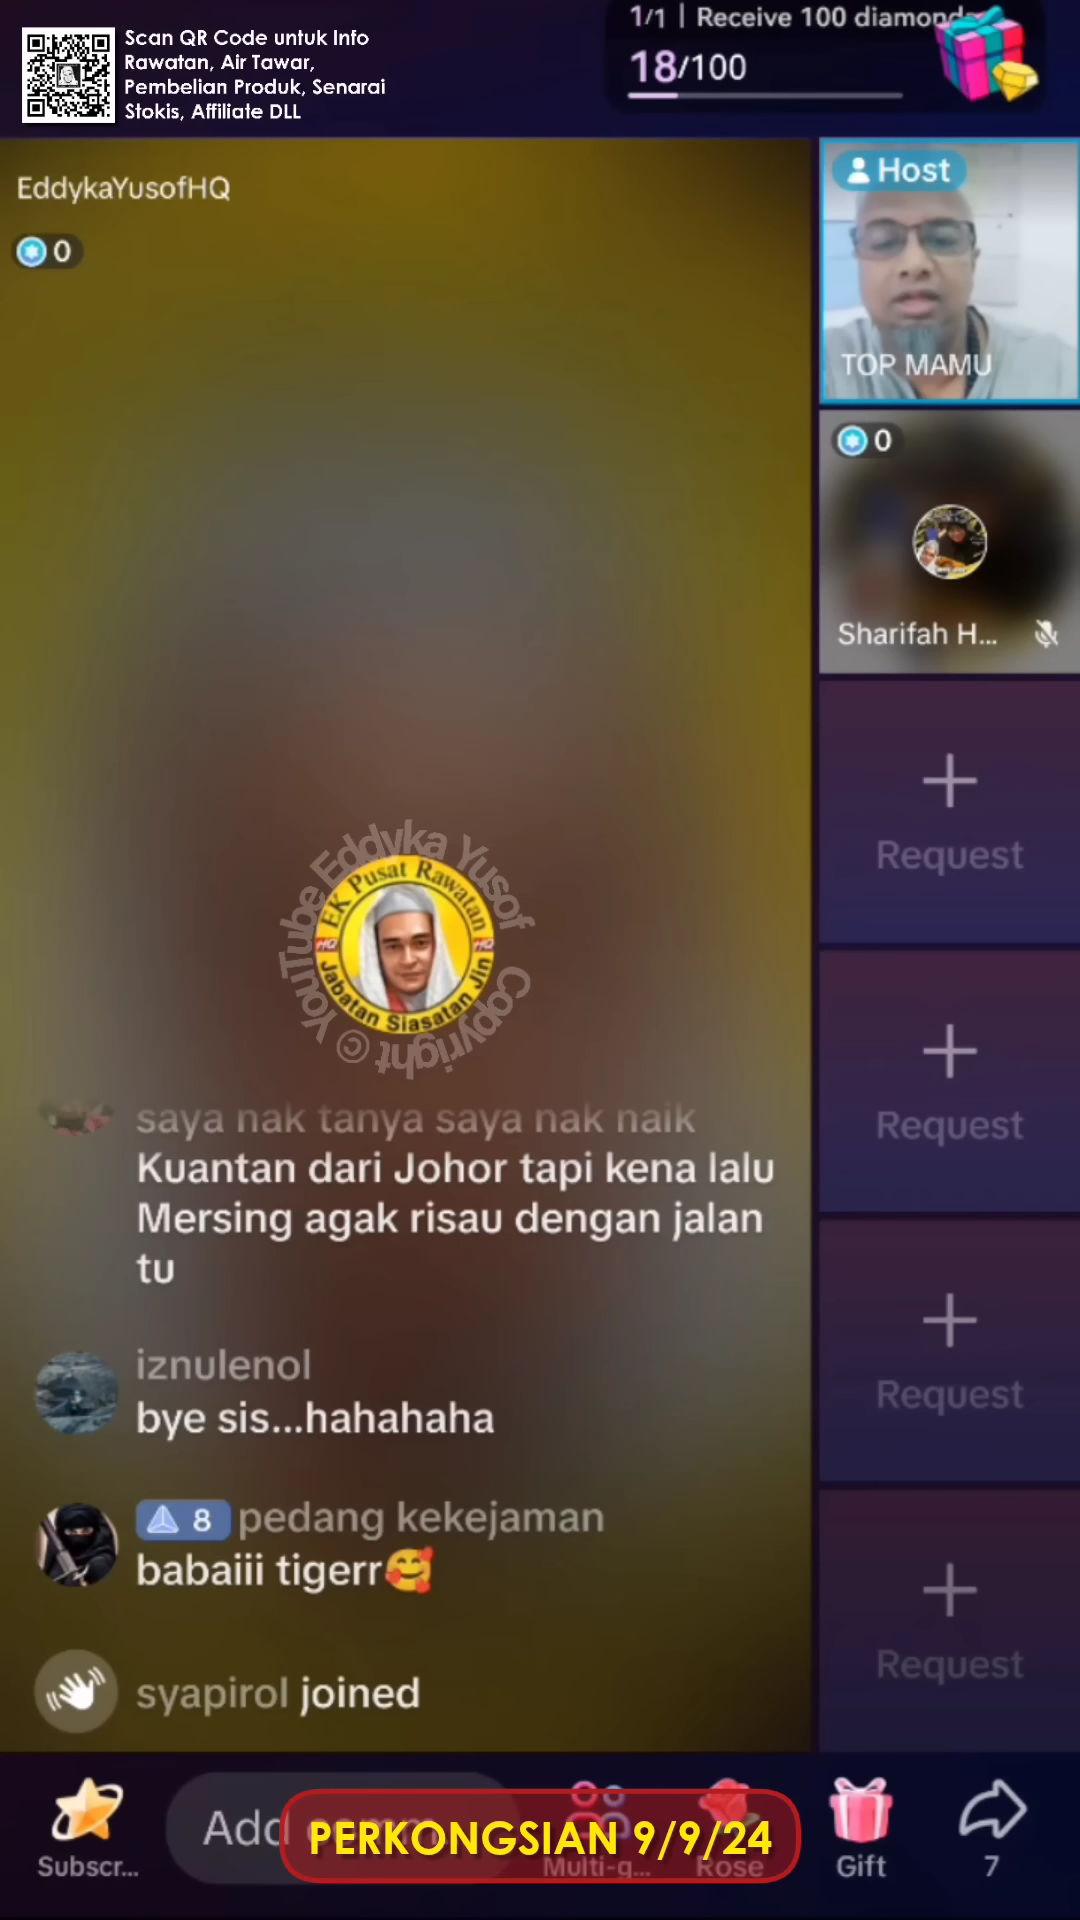 Scan QR Code untuk Info
Rawatan, Air Tawar,
Pembelian Produk, Senarai
Stokis, Affiliate DLL
1/1 | Receive 100 diamonds
18/100
EddykaYusofHQ
0
Host
TOP MAMU
0
Sharifah H...
Request
Request
Request
Request
EK Pusat Rawatan
HQ HQ
Jabatan Siasatan Jin
Copyright © YouTube Eddyka Yusof
saya nak tanya saya nak naik
Kuantan dari Johor tapi kena lalu
Mersing agak risau dengan jalan
tu
iznulenol
bye sis...hahahaha
8 pedang kekejaman
babaiii tigerr🥰
syapirol joined
Subscr...
Add
PERKONGSIAN 9/9/24
Multi-g...
Rose
Gift
7